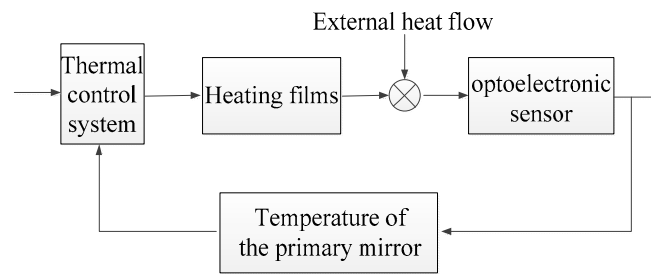 External heat flow
Thermal
control
system
Heating films
optoelectronic
sensor
Temperature of
the primary mirror